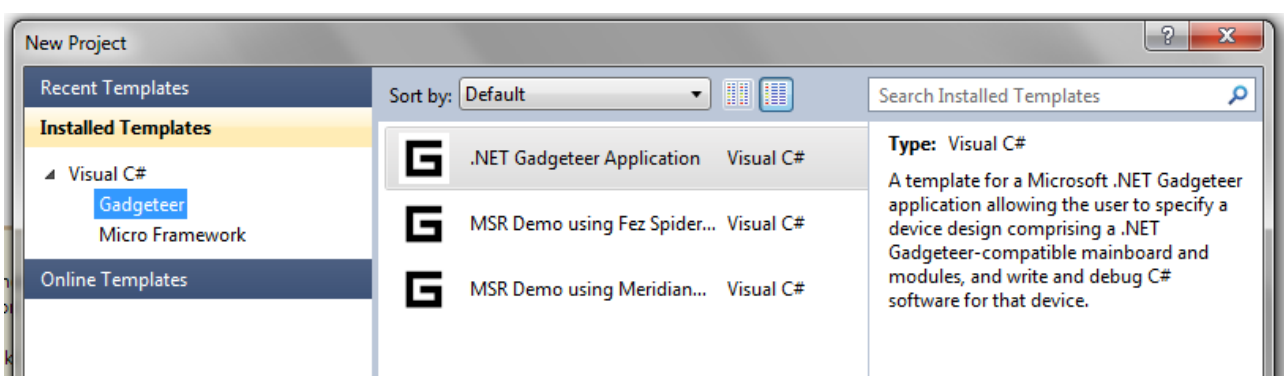 New Project
Recent Templates
Installed Templates
Visual C#
Gadgeteer
Micro Framework
Online Templates
Sort by: Default
.NET Gadgeteer Application Visual C#
MSR Demo using Fez Spider... Visual C#
MSR Demo using Meridian... Visual C#
Search Installed Templates
Type: Visual C#
A template for a Microsoft .NET Gadgeteer
application allowing the user to specify a
device design comprising a .NET
Gadgeteer-compatible mainboard and
modules, and write and debug C#
software for that device.